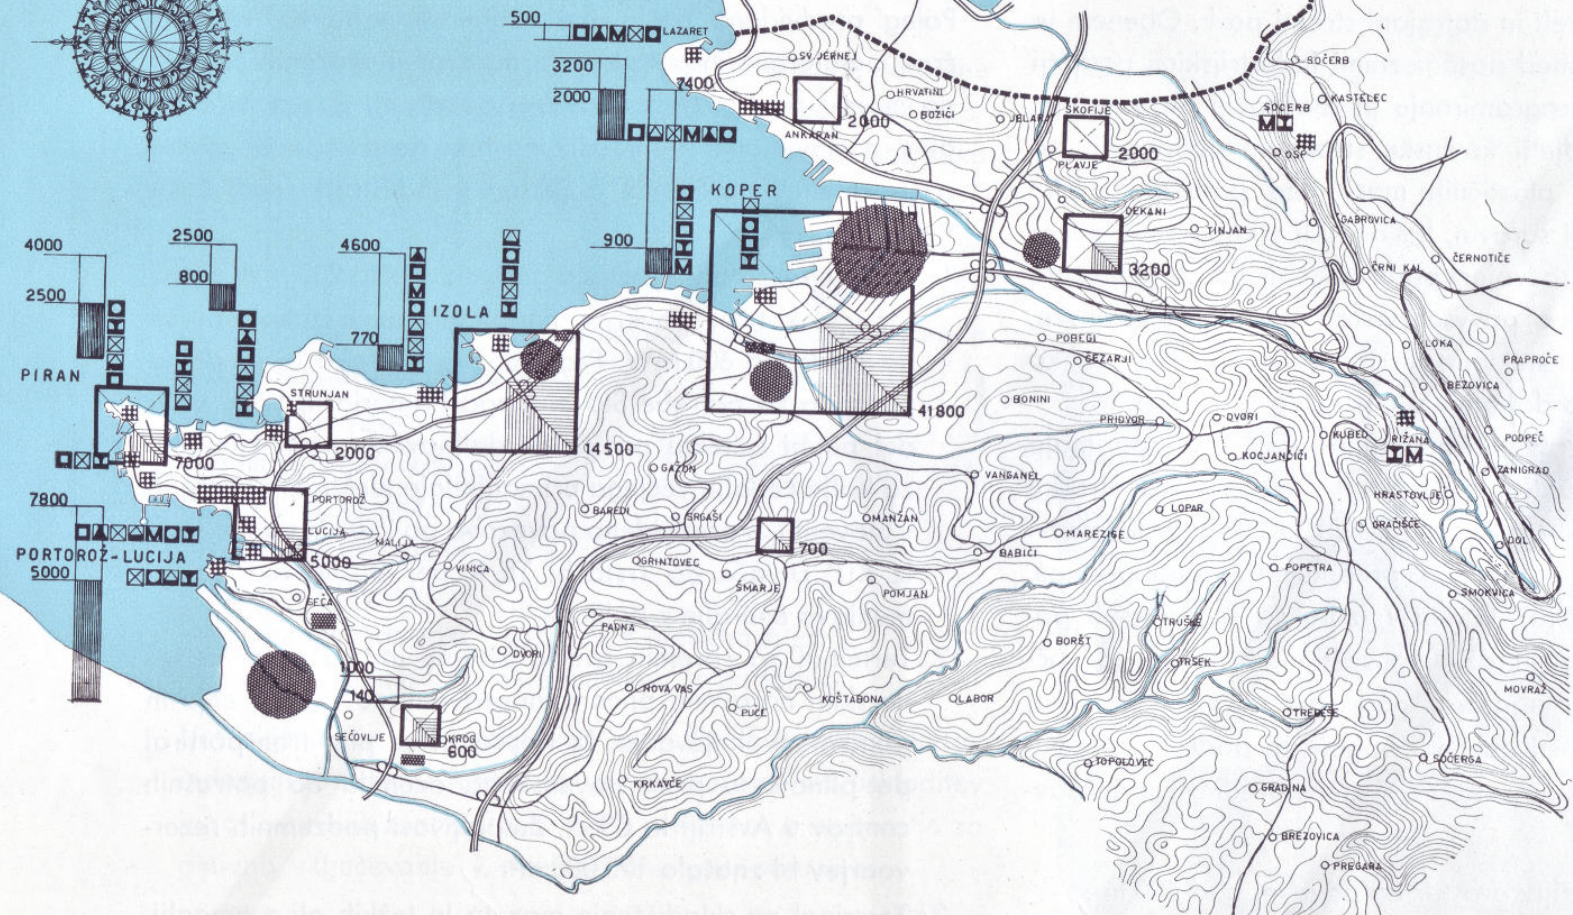 500
LAZARET
3200
2000
7400
SV. JERNEJ
HRVATINI
BOŽIČI
JELARJI
ŠKOFIJE
2000
ANKARAN
PLAVJE
2000
SOČERB
SOCERB
KASTELEC
OSP
KOPER
DEKANI
TINJAN
GABROVICA
ČRNI KAL
ČERNOTIČE
3200
900
4000
2500
2500
800
4600
770
IZOLA
PIRAN
STRUNJAN
2000
7000
14500
41800
POBEGI
ČEZARJI
BONINI
PRIDVOR
DVORI
KOCJANČIČI
KUBED
RIŽANA
LOKA
BEZOVICA
PRAPROČE
PODPEČ
ZANIGRAD
HRASTOVLJE
GRAČIŠČE
DOL
SMOKVICA
7800
PORTOROŽ
LUCIJA
5000
PORTOROŽ-LUCIJA
5000
MALIJA
VINICA
GAŽON
BAREDI
SRGAŠI
GRINTOVEC
ŠMARJE
700
MANŽAN
VANGANEL
BABIČI
MAREZIGE
LOPAR
POPETRA
POMJAN
SEČA
PADNA
DVORI
NOVA VAS
PUČE
KOŠTABONA
LABOR
BORŠT
TRUŠKE
TRŠEK
TREBEŠE
MOVRAŽ
1000
140
SEČOVLJE
KROG
600
KRKAVČE
TOPOLOVEC
GRADINA
SOČERGA
BREZOVICA
PREGARA